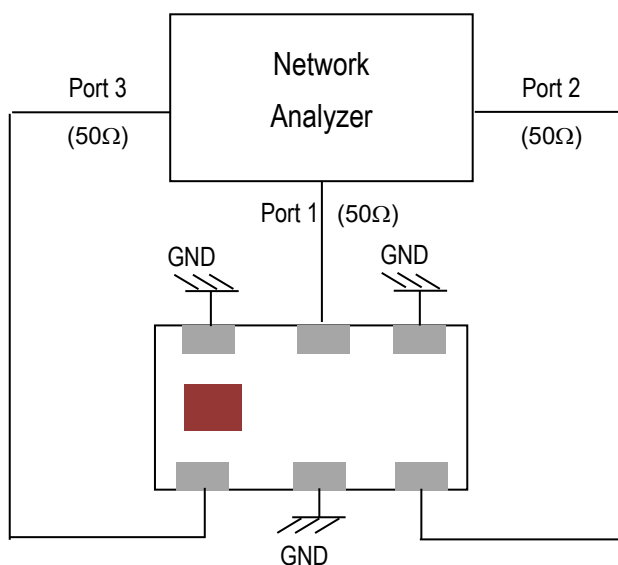 Network
Analyzer
Port 3
(50Ω)
Port 2
(50Ω)
Port 1 (50Ω)
GND
GND
GND